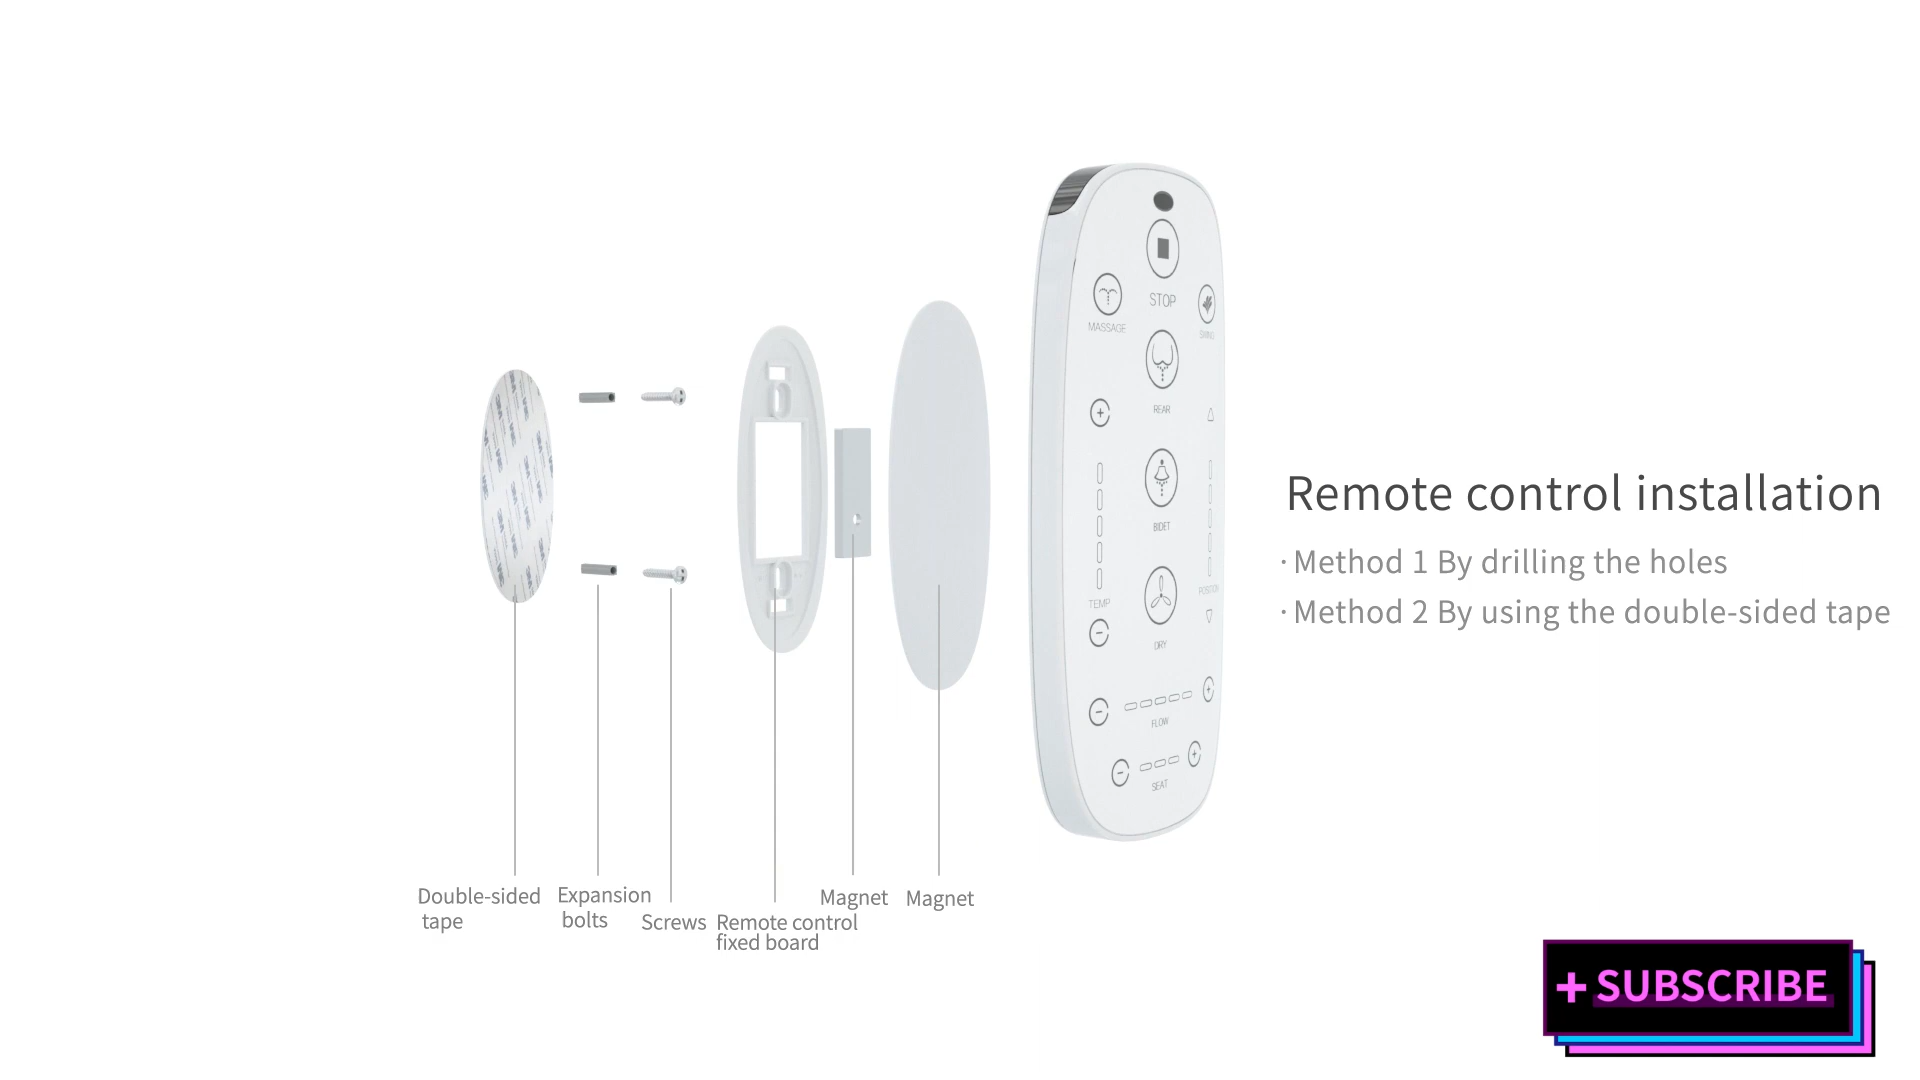 STOP
MASSAGE
SWING
REAR
BIDET
TEMP
POSITION
DRY
FLOW
SEAT
Remote control installation
· Method 1 By drilling the holes
· Method 2 By using the double-sided tape
Double-sided
tape
Expansion
bolts
Screws
Remote control
fixed board
Magnet
Magnet
+ SUBSCRIBE